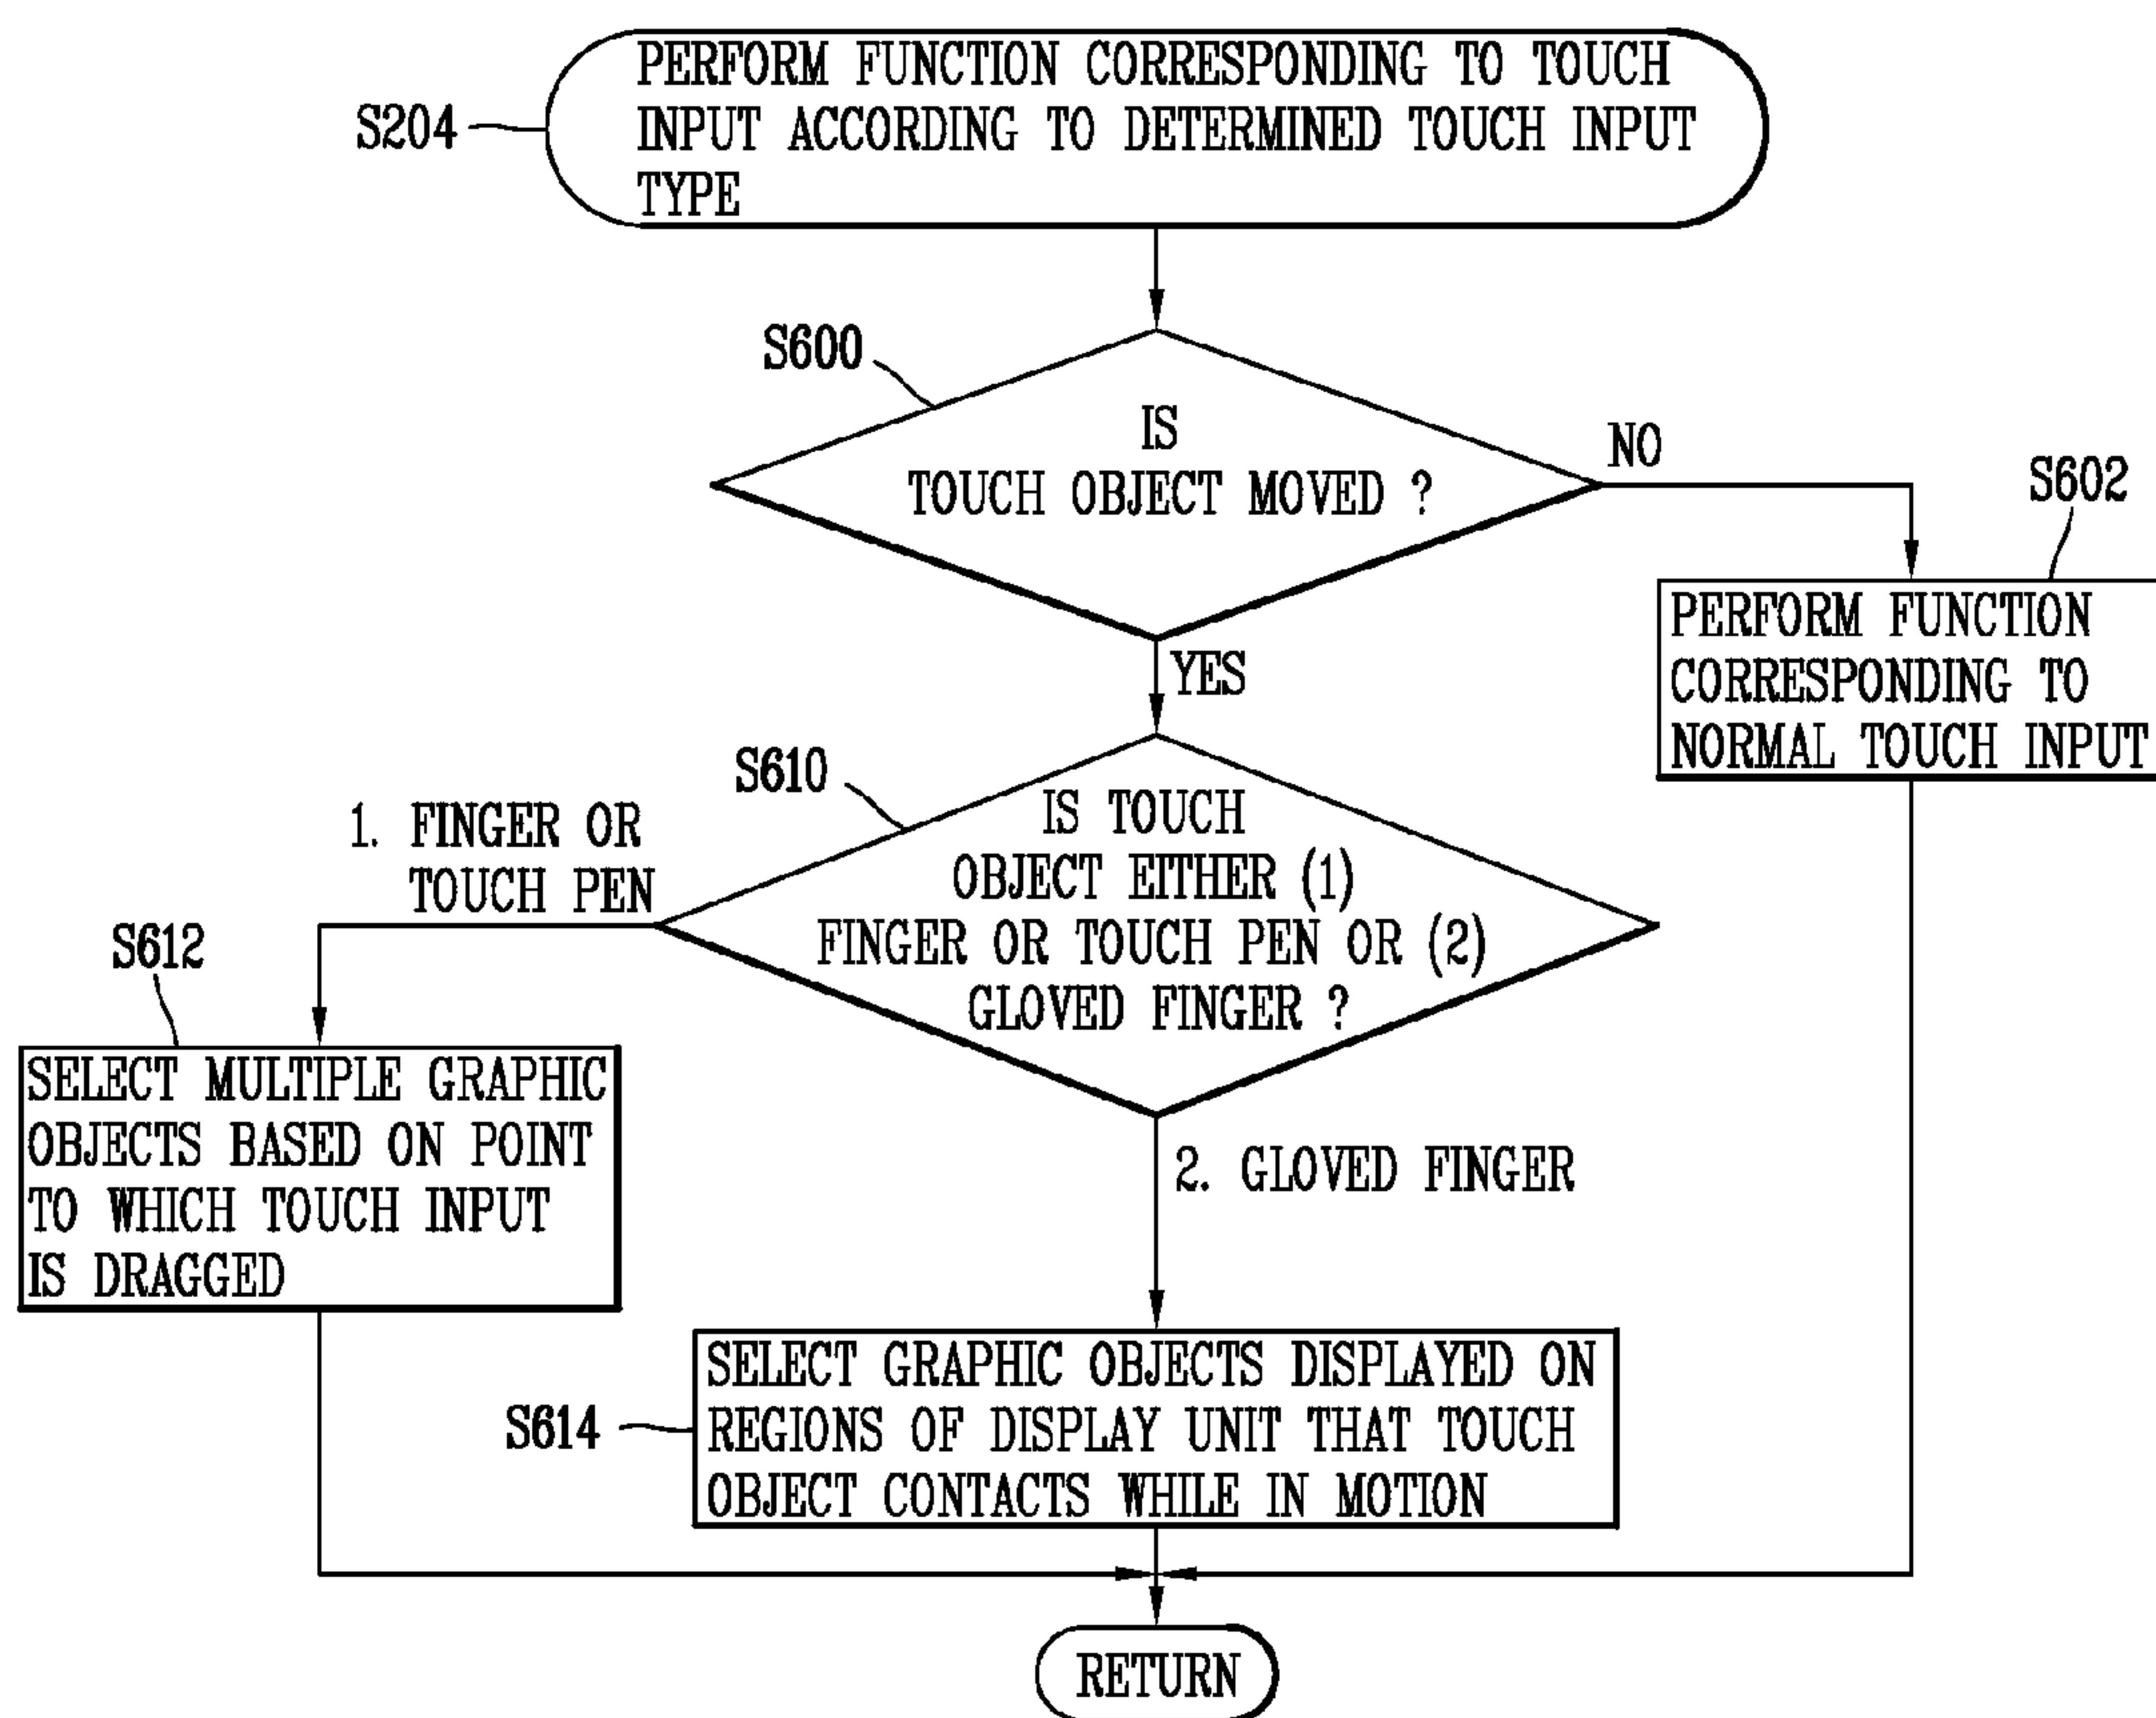 PERFORM FUNCTION CORRESPONDING TO TOUCH
INPUT ACCORDING TO DETERMINED TOUCH INPUT
TYPE
S204
S600
IS
TOUCH OBJECT MOVED ?
NO
S602
PERFORM FUNCTION
CORRESPONDING TO
NORMAL TOUCH INPUT
YES
S610
IS TOUCH
OBJECT EITHER (1)
FINGER OR TOUCH PEN OR (2)
GLOVED FINGER ?
1. FINGER OR
TOUCH PEN
S612
SELECT MULTIPLE GRAPHIC
OBJECTS BASED ON POINT
TO WHICH TOUCH INPUT
IS DRAGGED
2. GLOVED FINGER
S614
SELECT GRAPHIC OBJECTS DISPLAYED ON
REGIONS OF DISPLAY UNIT THAT TOUCH
OBJECT CONTACTS WHILE IN MOTION
RETURN